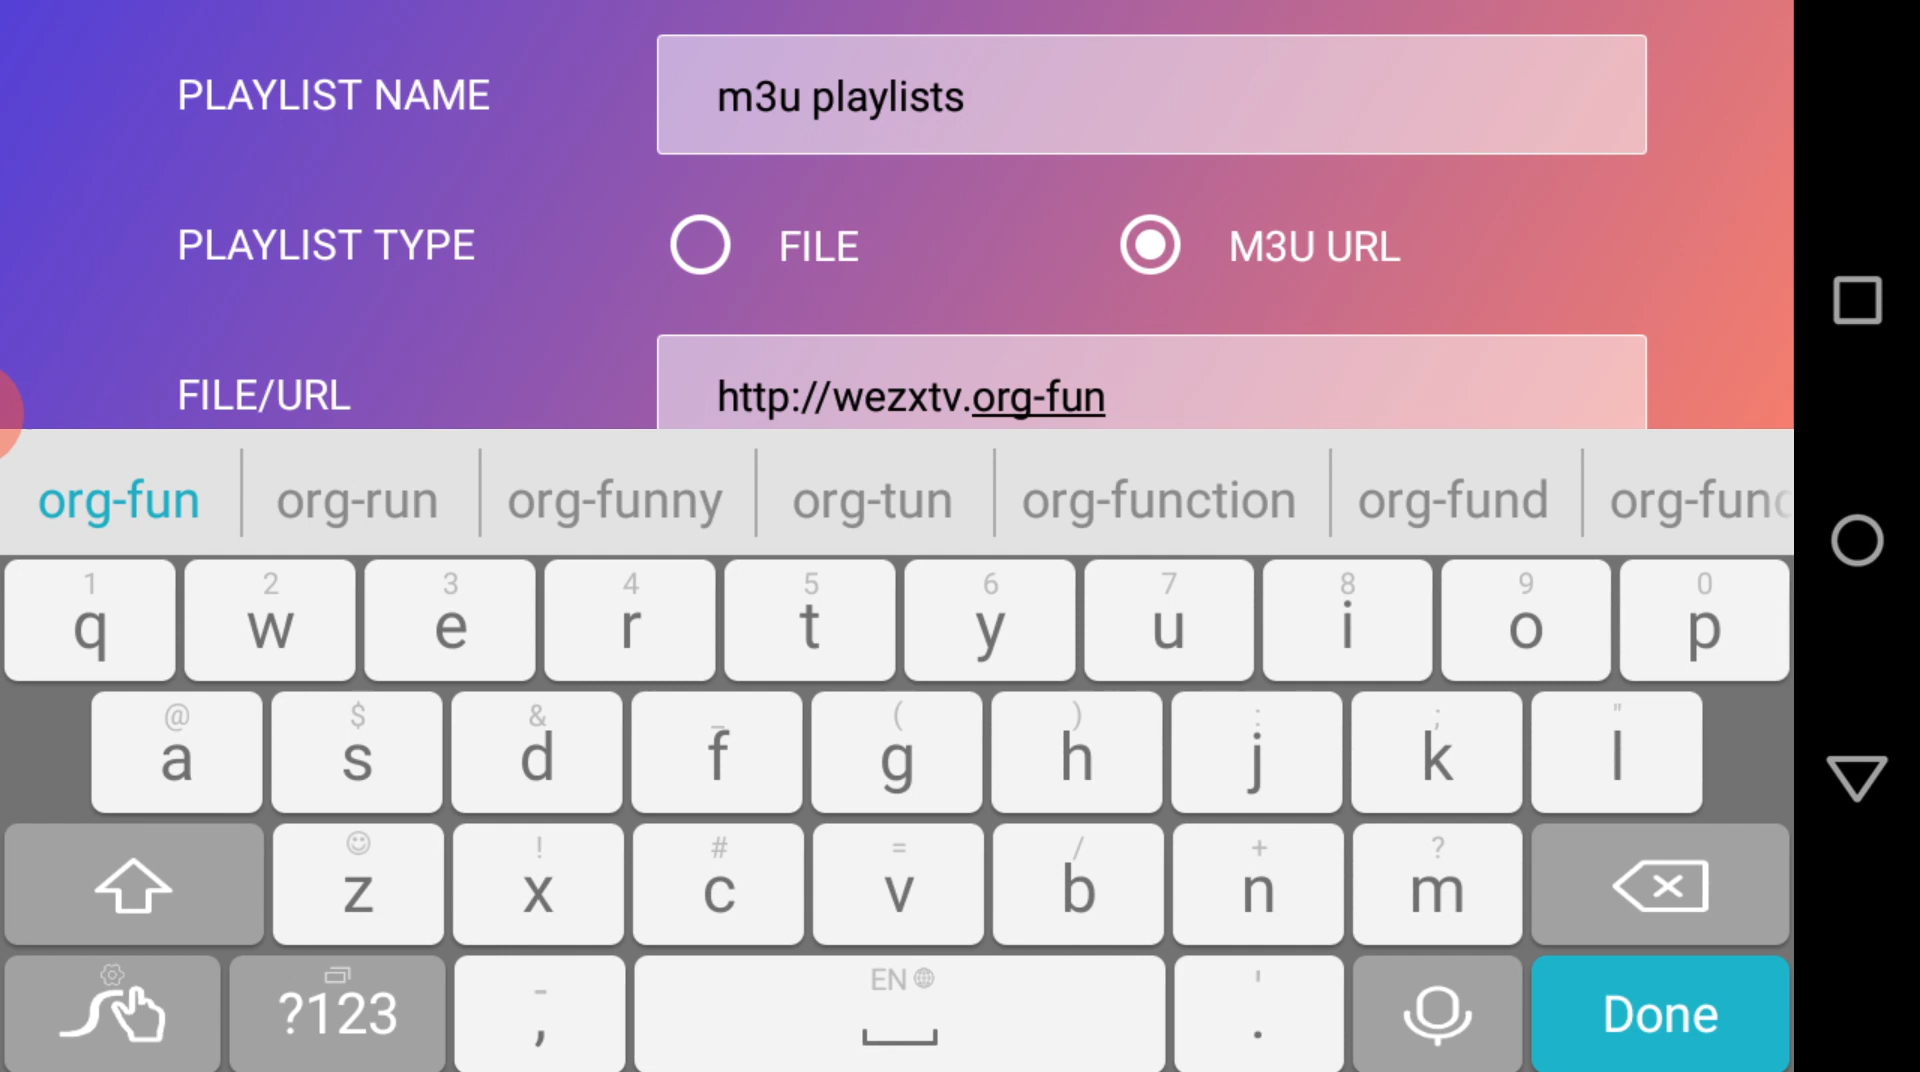 PLAYLIST NAME m3u playlists
PLAYLIST TYPE FILE M3U URL
FILE/URL http://wezxtv.org-fun
org-fun org-run org-funny org-tun org-function org-fund org-func
1 2 3 4 5 6 7 8 9 0
q w e r t y u i o p
@ $ & _ ( ) : ; "
a s d f g h j k l
! # = / + ?
z x c v b n m
- EN '
?123 , . Done